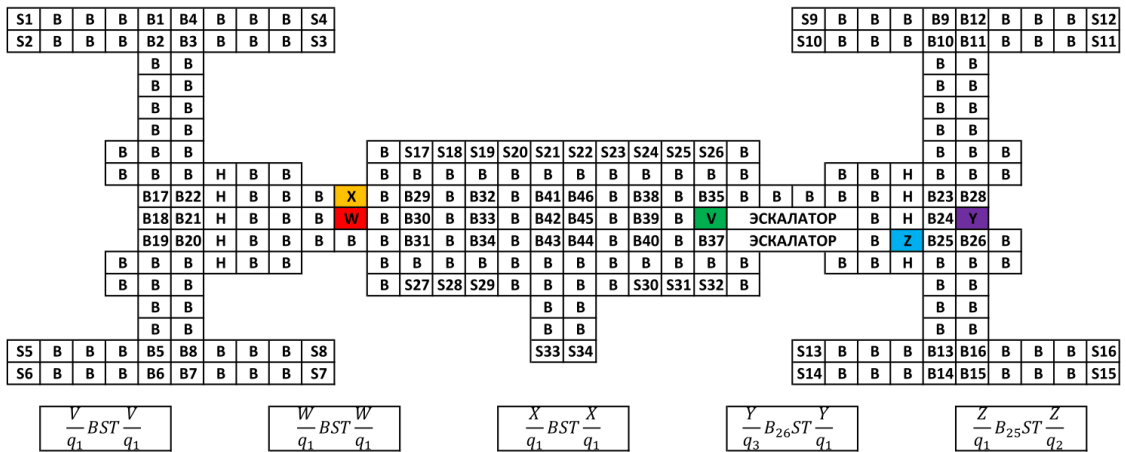 S1 B B B B1 B4 B B B S4 S9 B B B B9 B12 B B B S12
S2 B B B B2 B3 B B B S3 S10 B B B B10 B11 B B B S11
B B B B
B B B B
B B B B
B B B B
B B B B S17 S18 S19 S20 S21 S22 S23 S24 S25 S26 B B B B
B B B H B B B B B B B B B B B B B B B B H B B B
B17 B22 H B B B X B B29 B B32 B B41 B46 B B38 B B35 B B B B B H B23 B28
B18 B21 H B B B W B B30 B B33 B B42 B45 B B39 B V ЭСКАЛАТОР B H B24 Y
B19 B20 H B B B B B B31 B B34 B B43 B44 B B40 B B37 ЭСКАЛАТОР B Z B25 B26 B
B B B H B B B B B B B B B B B B B B B B H B B B
B B B B S27 S28 S29 B B B B S30 S31 S32 B B B B
B B B B B B
B B B B B B
S5 B B B B5 B8 B B B S8 S33 S34 S13 B B B B13 B16 B B B S16
S6 B B B B6 B7 B B B S7 S14 B B B B14 B15 B B B S15
V/q₁ BST V/q₁
W/q₁ BST W/q₁
X/q₁ BST X/q₁
Y/q₃ B₂₆ST Y/q₁
Z/q₁ B₂₅ST Z/q₂